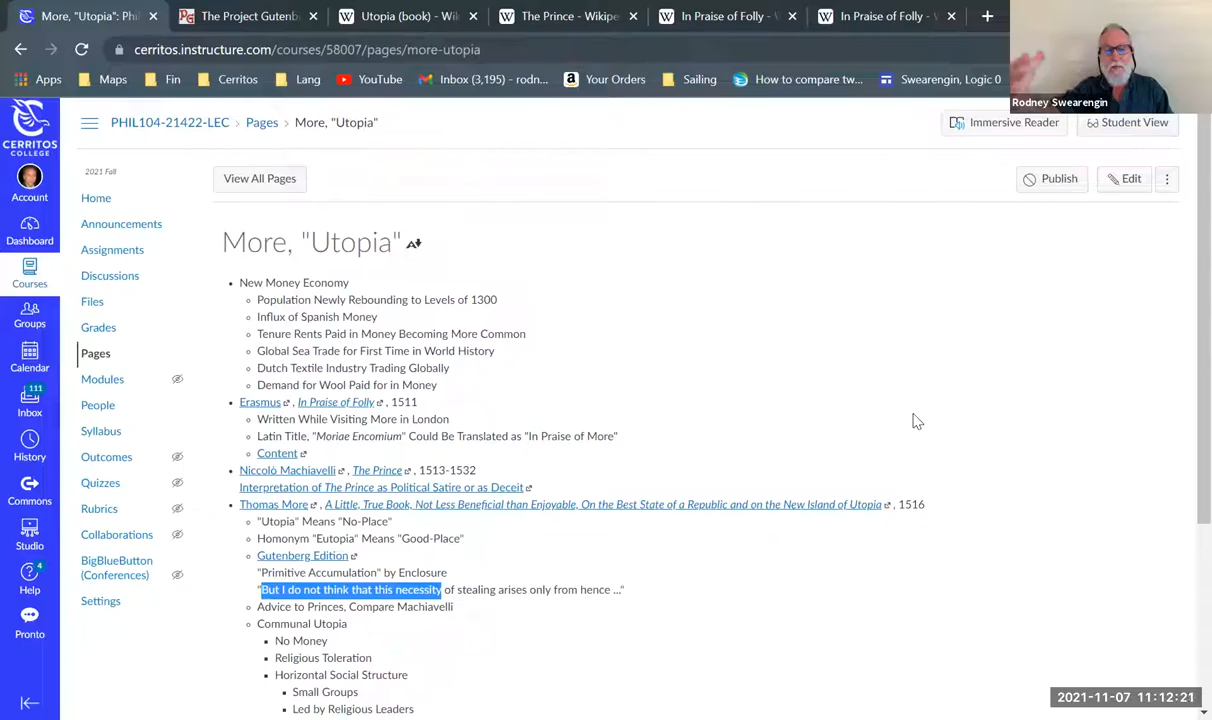 More, "Utopia": Phil
The Project Gutenb
Utopia (book) - Wik
The Prince - Wikipe
In Praise of Folly -
In Praise of Folly - W
cerritos.instructure.com/courses/58007/pages/more-utopia
Apps
Maps
Fin
Cerritos
Lang
YouTube
Inbox (3,195) - rodn...
Your Orders
Sailing
How to compare tw...
Swearengin, Logic 0
Rodney Swearengin
CERRITOS
COLLEGE
Account
Dashboard
Courses
Groups
Calendar
111
Inbox
History
Commons
Studio
4
Help
Pronto
PHIL104-21422-LEC
Pages
More, "Utopia"
Immersive Reader
Student View
2021 Fall
Home
Announcements
Assignments
Discussions
Files
Grades
Pages
Modules
People
Syllabus
Outcomes
Quizzes
Rubrics
Collaborations
BigBlueButton
(Conferences)
Settings
View All Pages
Publish
Edit
More, "Utopia"
New Money Economy
Population Newly Rebounding to Levels of 1300
Influx of Spanish Money
Tenure Rents Paid in Money Becoming More Common
Global Sea Trade for First Time in World History
Dutch Textile Industry Trading Globally
Demand for Wool Paid for in Money
Erasmus, In Praise of Folly, 1511
Written While Visiting More in London
Latin Title, "Moriae Encomium" Could Be Translated as "In Praise of More"
Content
Niccolò Machiavelli, The Prince, 1513-1532
Interpretation of The Prince as Political Satire or as Deceit
Thomas More, A Little, True Book, Not Less Beneficial than Enjoyable, On the Best State of a Republic and on the New Island of Utopia, 1516
"Utopia" Means "No-Place"
Homonym "Eutopia" Means "Good-Place"
Gutenberg Edition
"Primitive Accumulation" by Enclosure
"But I do not think that this necessity of stealing arises only from hence ..."
Advice to Princes, Compare Machiavelli
Communal Utopia
No Money
Religious Toleration
Horizontal Social Structure
Small Groups
Led by Religious Leaders
2021-11-07 11:12:21